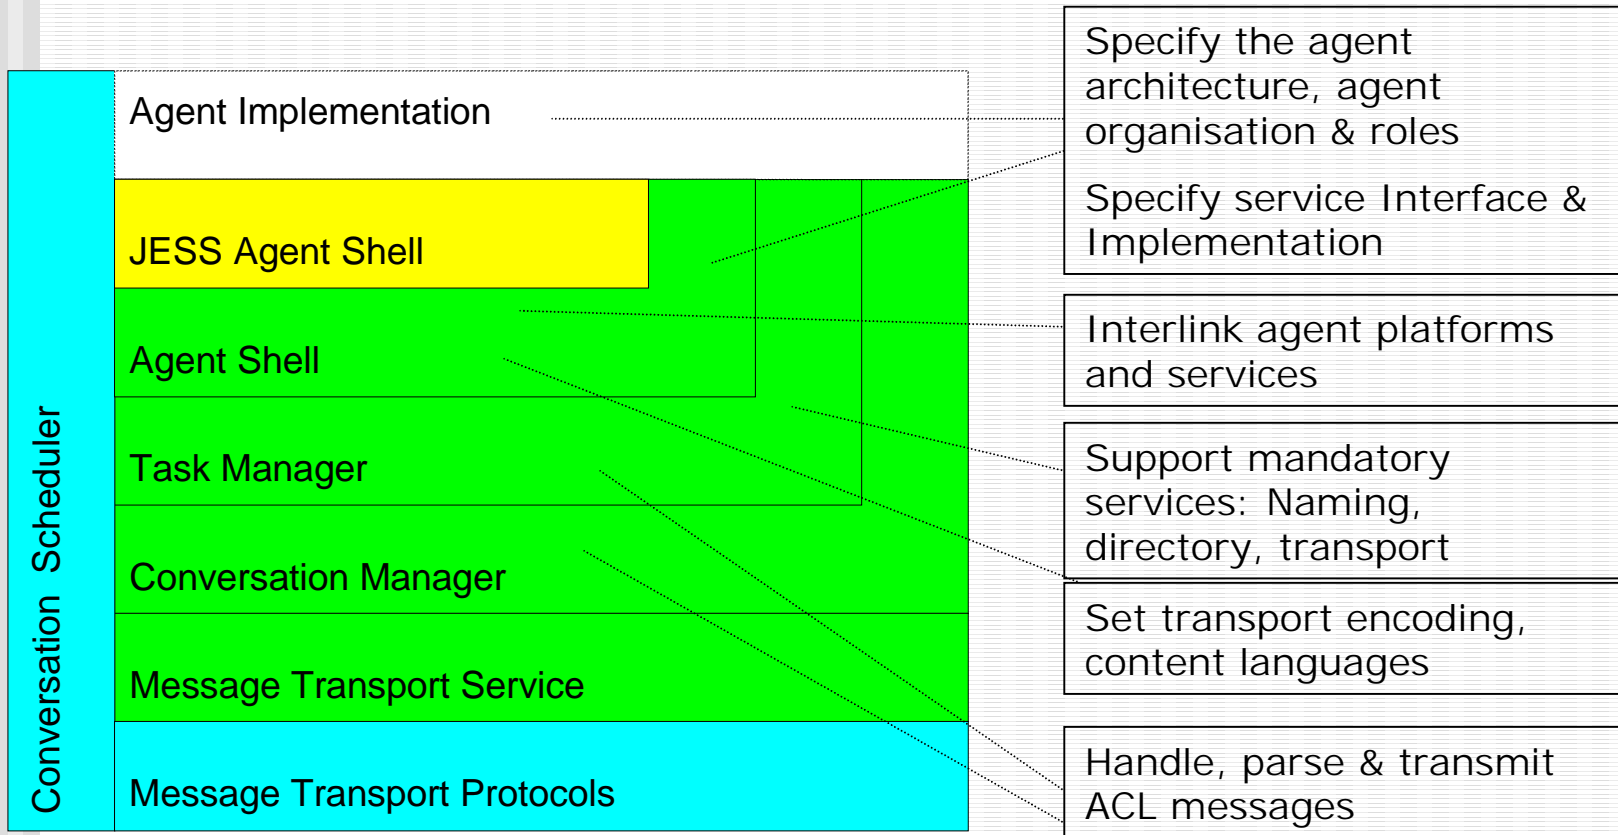 Conversation Scheduler
Agent Implementation
JESS Agent Shell
Agent Shell
Task Manager
Conversation Manager
Message Transport Service
Message Transport Protocols
Specify the agent
architecture, agent
organisation & roles
Specify service Interface &
Implementation
Interlink agent platforms
and services
Support mandatory
services: Naming,
directory, transport
Set transport encoding,
content languages
Handle, parse & transmit
ACL messages